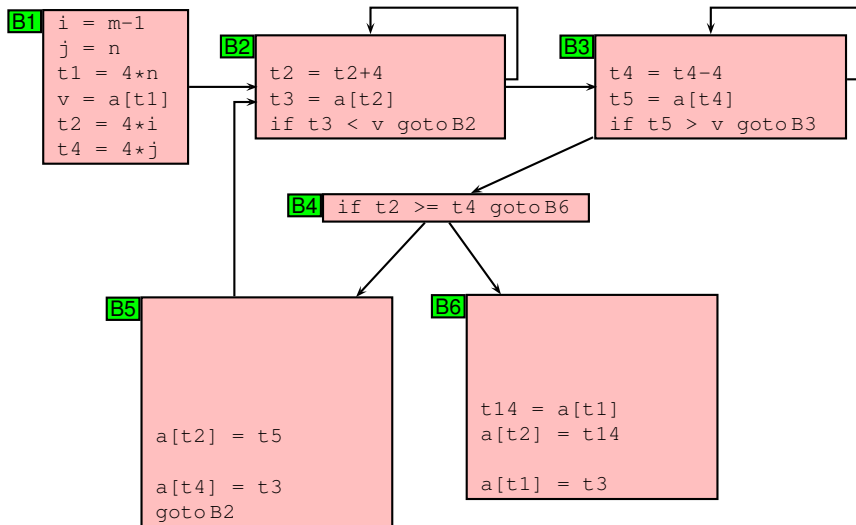 B1
i = m-1
j = n
t1 = 4*n
v = a[t1]
t2 = 4*i
t4 = 4*j
B2
t2 = t2+4
t3 = a[t2]
if t3 < v goto B2
B3
t4 = t4-4
t5 = a[t4]
if t5 > v goto B3
B4
if t2 >= t4 goto B6
B5
a[t2] = t5
a[t4] = t3
goto B2
B6
t14 = a[t1]
a[t2] = t14
a[t1] = t3